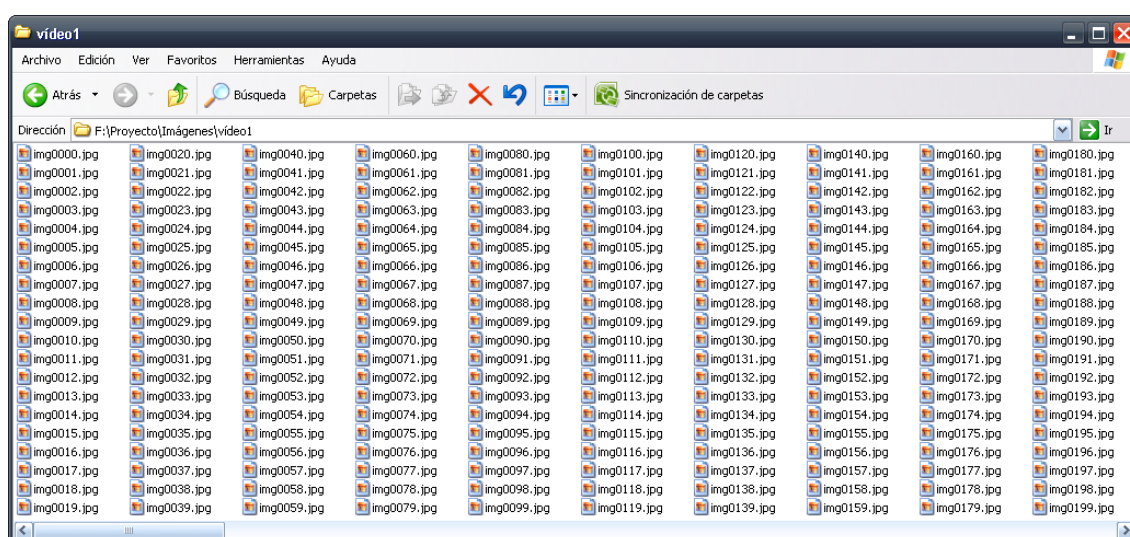 vídeo1
Archivo Edición Ver Favoritos Herramientas Ayuda
Atrás Búsqueda Carpetas Sincronización de carpetas
Dirección F:\Proyecto\Imágenes\vídeo1 Ir
img0000.jpg img0020.jpg img0040.jpg img0060.jpg img0080.jpg img0100.jpg img0120.jpg img0140.jpg img0160.jpg img0180.jpg
img0001.jpg img0021.jpg img0041.jpg img0061.jpg img0081.jpg img0101.jpg img0121.jpg img0141.jpg img0161.jpg img0181.jpg
img0002.jpg img0022.jpg img0042.jpg img0062.jpg img0082.jpg img0102.jpg img0122.jpg img0142.jpg img0162.jpg img0182.jpg
img0003.jpg img0023.jpg img0043.jpg img0063.jpg img0083.jpg img0103.jpg img0123.jpg img0143.jpg img0163.jpg img0183.jpg
img0004.jpg img0024.jpg img0044.jpg img0064.jpg img0084.jpg img0104.jpg img0124.jpg img0144.jpg img0164.jpg img0184.jpg
img0005.jpg img0025.jpg img0045.jpg img0065.jpg img0085.jpg img0105.jpg img0125.jpg img0145.jpg img0165.jpg img0185.jpg
img0006.jpg img0026.jpg img0046.jpg img0066.jpg img0086.jpg img0106.jpg img0126.jpg img0146.jpg img0166.jpg img0186.jpg
img0007.jpg img0027.jpg img0047.jpg img0067.jpg img0087.jpg img0107.jpg img0127.jpg img0147.jpg img0167.jpg img0187.jpg
img0008.jpg img0028.jpg img0048.jpg img0068.jpg img0088.jpg img0108.jpg img0128.jpg img0148.jpg img0168.jpg img0188.jpg
img0009.jpg img0029.jpg img0049.jpg img0069.jpg img0089.jpg img0109.jpg img0129.jpg img0149.jpg img0169.jpg img0189.jpg
img0010.jpg img0030.jpg img0050.jpg img0070.jpg img0090.jpg img0110.jpg img0130.jpg img0150.jpg img0170.jpg img0190.jpg
img0011.jpg img0031.jpg img0051.jpg img0071.jpg img0091.jpg img0111.jpg img0131.jpg img0151.jpg img0171.jpg img0191.jpg
img0012.jpg img0032.jpg img0052.jpg img0072.jpg img0092.jpg img0112.jpg img0132.jpg img0152.jpg img0172.jpg img0192.jpg
img0013.jpg img0033.jpg img0053.jpg img0073.jpg img0093.jpg img0113.jpg img0133.jpg img0153.jpg img0173.jpg img0193.jpg
img0014.jpg img0034.jpg img0054.jpg img0074.jpg img0094.jpg img0114.jpg img0134.jpg img0154.jpg img0174.jpg img0194.jpg
img0015.jpg img0035.jpg img0055.jpg img0075.jpg img0095.jpg img0115.jpg img0135.jpg img0155.jpg img0175.jpg img0195.jpg
img0016.jpg img0036.jpg img0056.jpg img0076.jpg img0096.jpg img0116.jpg img0136.jpg img0156.jpg img0176.jpg img0196.jpg
img0017.jpg img0037.jpg img0057.jpg img0077.jpg img0097.jpg img0117.jpg img0137.jpg img0157.jpg img0177.jpg img0197.jpg
img0018.jpg img0038.jpg img0058.jpg img0078.jpg img0098.jpg img0118.jpg img0138.jpg img0158.jpg img0178.jpg img0198.jpg
img0019.jpg img0039.jpg img0059.jpg img0079.jpg img0099.jpg img0119.jpg img0139.jpg img0159.jpg img0179.jpg img0199.jpg